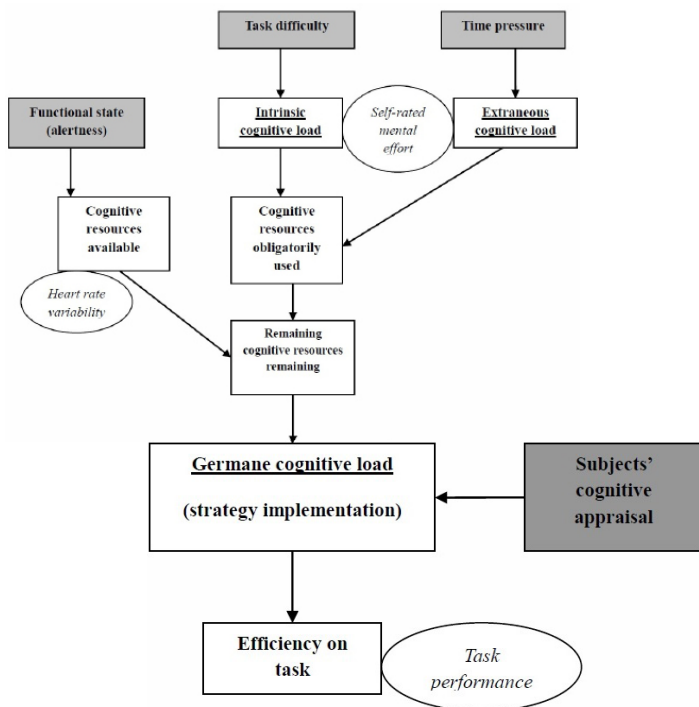 Task difficulty
Time pressure
Functional state
(alertness)
Intrinsic
cognitive load
Self-rated
mental
effort
Extraneous
cognitive load
Cognitive
resources
available
Cognitive
resources
obligatorily
used
Heart rate
variability
Remaining
cognitive resources
remaining
Germane cognitive load
(strategy implementation)
Subjects'
cognitive
appraisal
Efficiency on
task
Task
performance